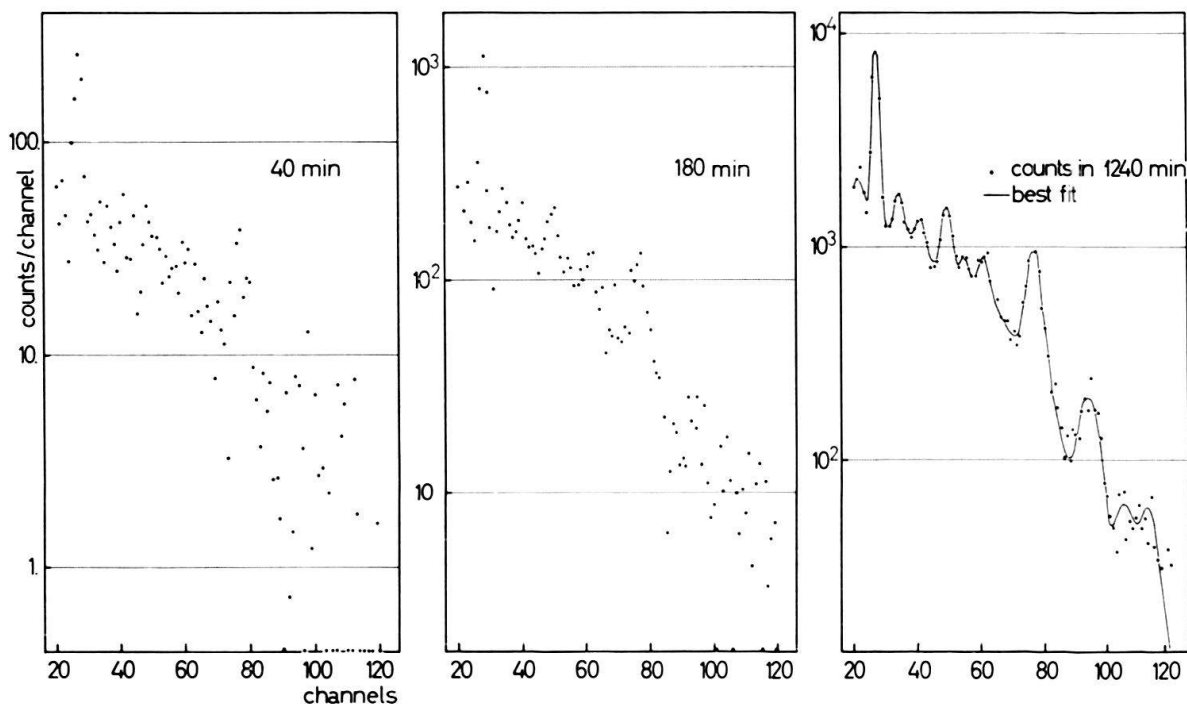 counts/channel
100.
10.
1.
40 min
20 40 60 80 100 120
channels
10³
10²
10
180 min
20 40 60 80 100 120
10⁴
10³
10²
• counts in 1240 min
— best fit
20 40 60 80 100 120